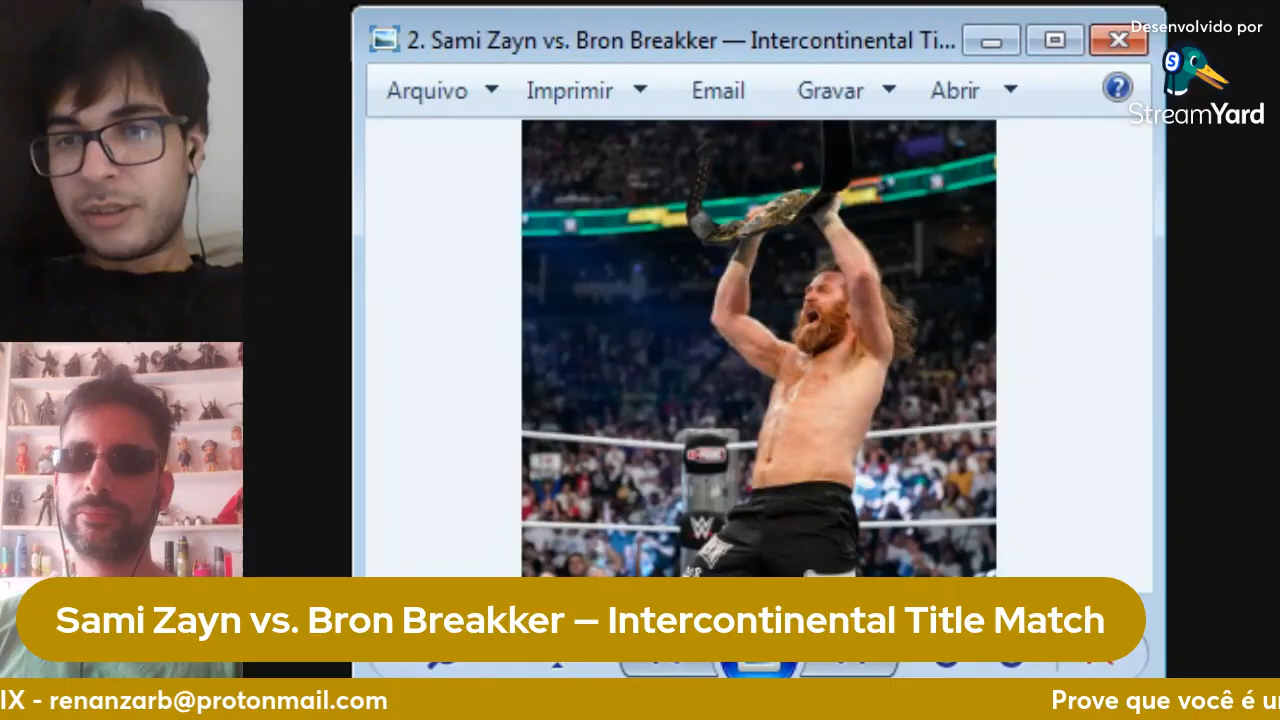 2. Sami Zayn vs. Bron Breakker — Intercontinental Ti...
Desenvolvido por
StreamYard
Arquivo Imprimir Email Gravar Abrir
W
Sami Zayn vs. Bron Breakker — Intercontinental Title Match
IX - renanzarb@protonmail.com
Prove que você é u